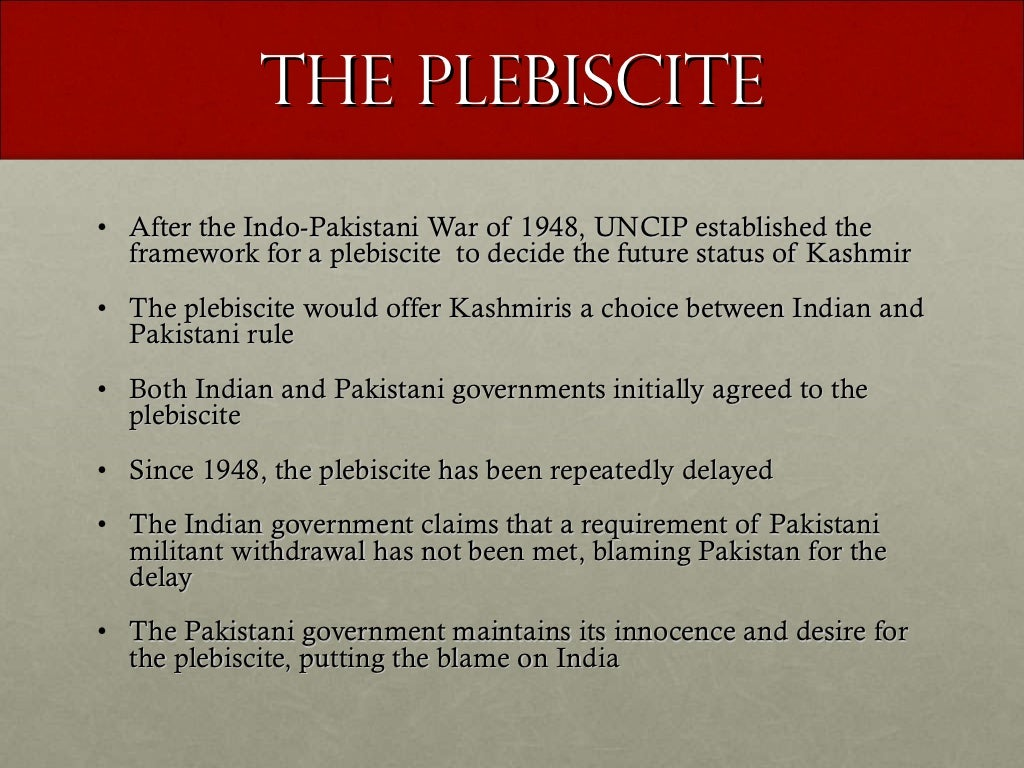 THE PLEBISCITE
• After the Indo-Pakistani War of 1948, UNCIP established the
framework for a plebiscite  to decide the future status of Kashmir
• The plebiscite would offer Kashmiris a choice between Indian and
Pakistani rule
• Both Indian and Pakistani governments initially agreed to the
plebiscite
• Since 1948, the plebiscite has been repeatedly delayed
• The Indian government claims that a requirement of Pakistani
militant withdrawal has not been met, blaming Pakistan for the
delay
• The Pakistani government maintains its innocence and desire for
the plebiscite, putting the blame on India